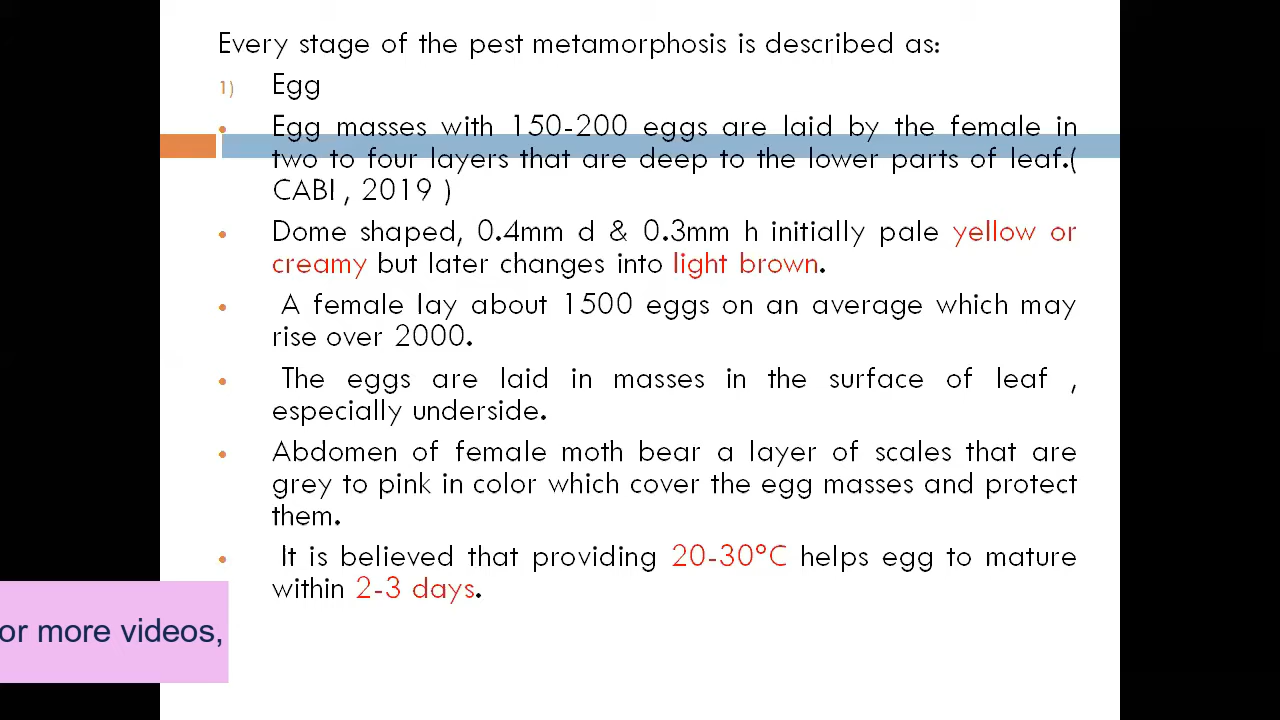 Every stage of the pest metamorphosis is described as:
1) Egg
• Egg masses with 150-200 eggs are laid by the female in
two to four layers that are deep to the lower parts of leaf.(
CABI , 2019 )
• Dome shaped, 0.4mm d & 0.3mm h initially pale yellow or
creamy but later changes into light brown.
• A female lay about 1500 eggs on an average which may
rise over 2000.
• The eggs are laid in masses in the surface of leaf ,
especially underside.
• Abdomen of female moth bear a layer of scales that are
grey to pink in color which cover the egg masses and protect
them.
• It is believed that providing 20-30°C helps egg to mature
within 2-3 days.
or more videos,